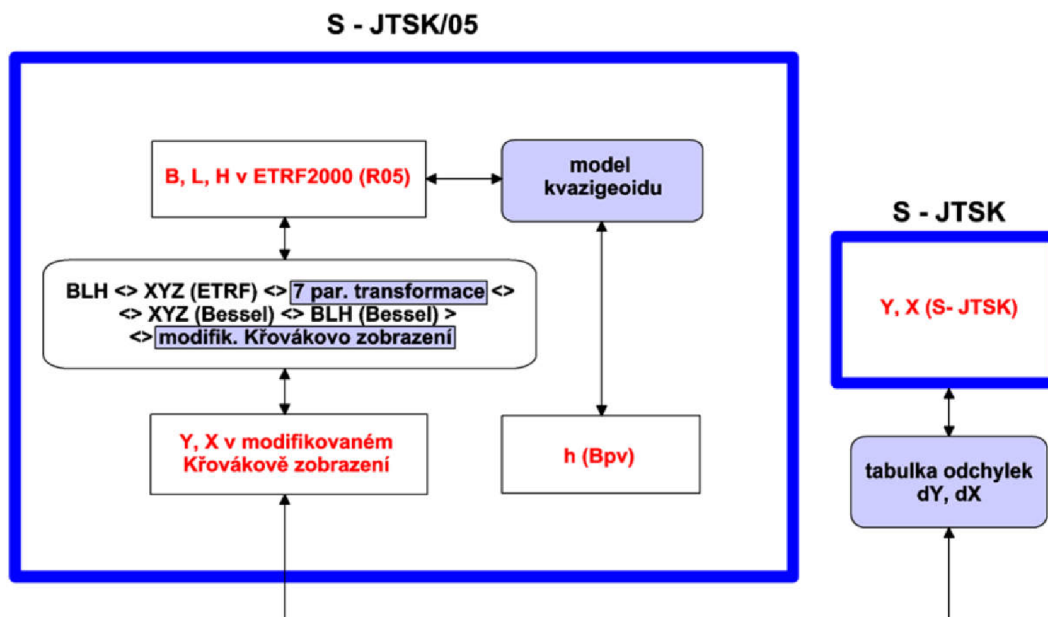 S - JTSK/05
B, L, H v ETRF2000 (R05)
model
kvazigeoidu
BLH <> XYZ (ETRF) <> 7 par. transformace <>
<> XYZ (Bessel) <> BLH (Bessel) >
<> modifik. Křovákovo zobrazení
Y, X v modifikovaném
Křovákově zobrazení
h (Bpv)
S - JTSK
Y, X (S- JTSK)
tabulka odchylek
dY, dX